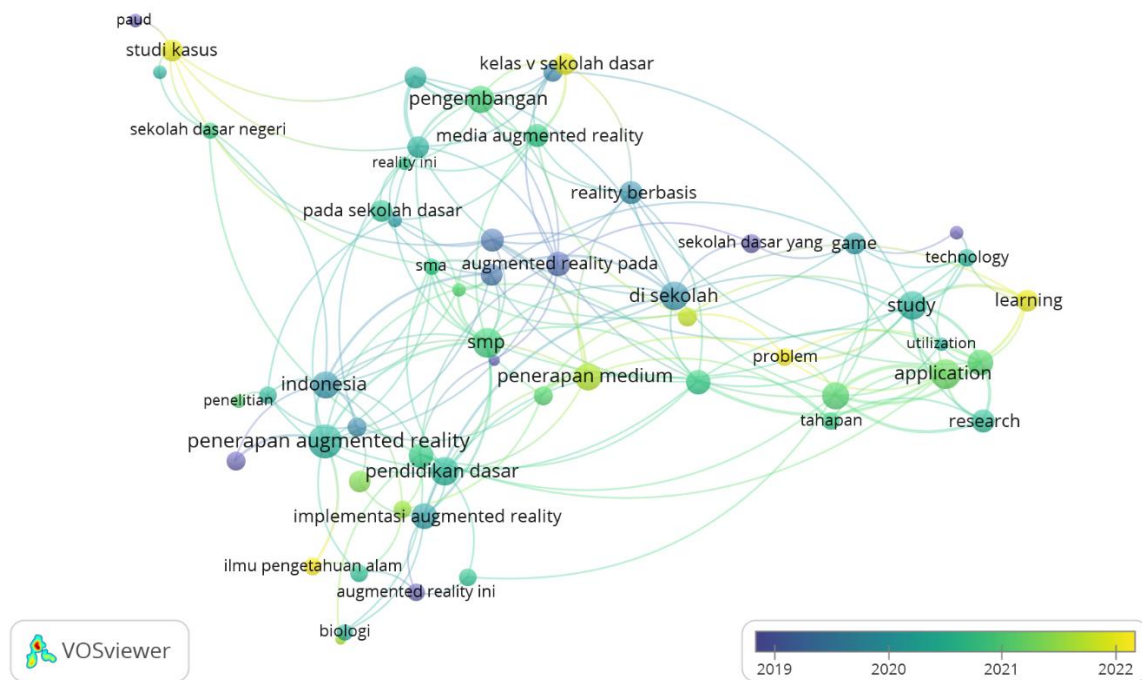 paud
studi kasus
kelas v sekolah dasar
pengembangan
sekolah dasar negeri
media augmented reality
reality ini
reality berbasis
pada sekolah dasar
sekolah dasar yang
game
technology
sma
augmented reality pada
di sekolah
study
learning
smp
utilization
problem
application
indonesia
penerapan medium
penelitian
tahapan
research
penerapan augmented reality
pendidikan dasar
implementasi augmented reality
ilmu pengetahuan alam
augmented reality ini
biologi
VOSviewer
2019 2020 2021 2022